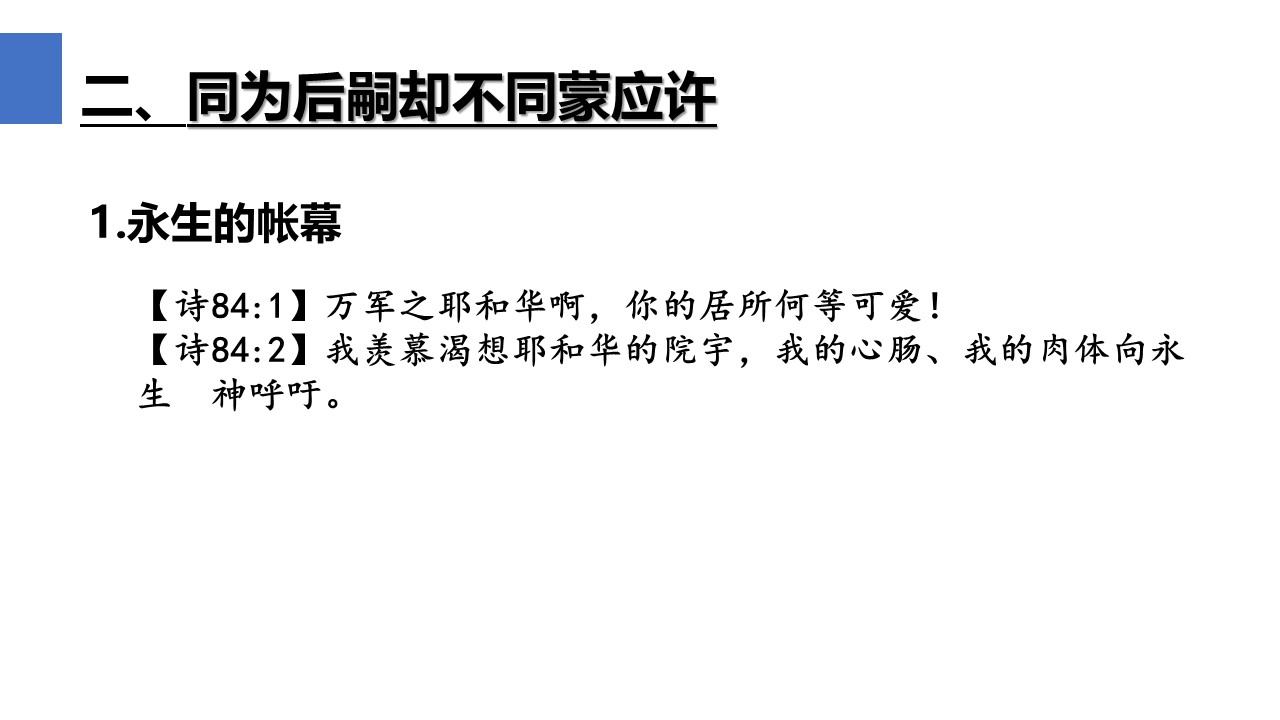 二、同为后嗣却不同蒙应许
1.永生的帐幕
【诗84:1】万军之耶和华啊，你的居所何等可爱！
【诗84:2】我羡慕渴想耶和华的院宇，我的心肠、我的肉体向永
生　神呼吁。